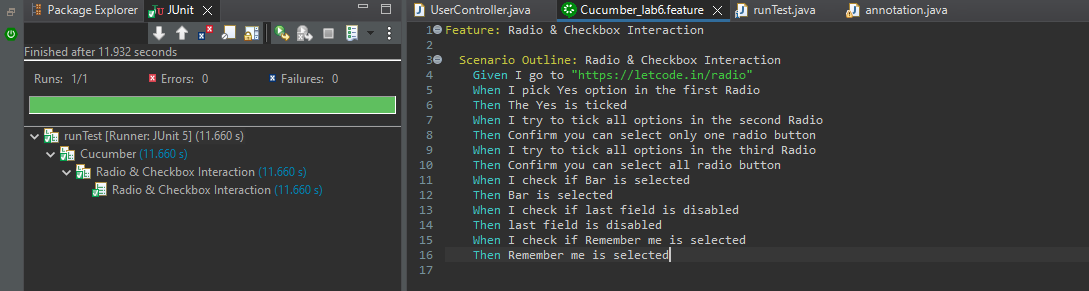 Package Explorer
JUnit
Finished after 11.932 seconds
Runs: 1/1
Errors: 0
Failures: 0
runTest [Runner: JUnit 5] (11.660 s)
Cucumber (11.660 s)
Radio & Checkbox Interaction (11.660 s)
Radio & Checkbox Interaction (11.660 s)
UserController.java
Cucumber_lab6.feature
runTest.java
annotation.java
1 Feature: Radio & Checkbox Interaction
2
3 Scenario Outline: Radio & Checkbox Interaction
4 Given I go to "https://letcode.in/radio"
5 When I pick Yes option in the first Radio
6 Then The Yes is ticked
7 When I try to tick all options in the second Radio
8 Then Confirm you can select only one radio button
9 When I try to tick all options in the third Radio
10 Then Confirm you can select all radio button
11 When I check if Bar is selected
12 Then Bar is selected
13 When I check if last field is disabled
14 Then last field is disabled
15 When I check if Remember me is selected
16 Then Remember me is selected
17